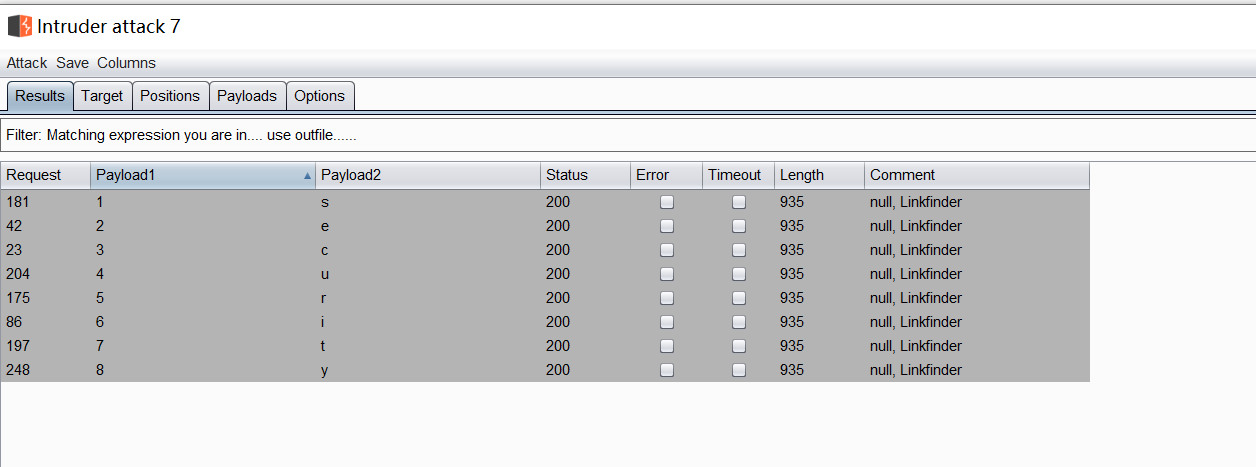 Intruder attack 7
Attack Save Columns
Results Target Positions Payloads Options
Filter: Matching expression you are in.... use outfile......
Request Payload1 Payload2 Status Error Timeout Length Comment
181 1 s 200 935 null, Linkfinder
42 2 e 200 935 null, Linkfinder
23 3 c 200 935 null, Linkfinder
204 4 u 200 935 null, Linkfinder
175 5 r 200 935 null, Linkfinder
86 6 i 200 935 null, Linkfinder
197 7 t 200 935 null, Linkfinder
248 8 y 200 935 null, Linkfinder